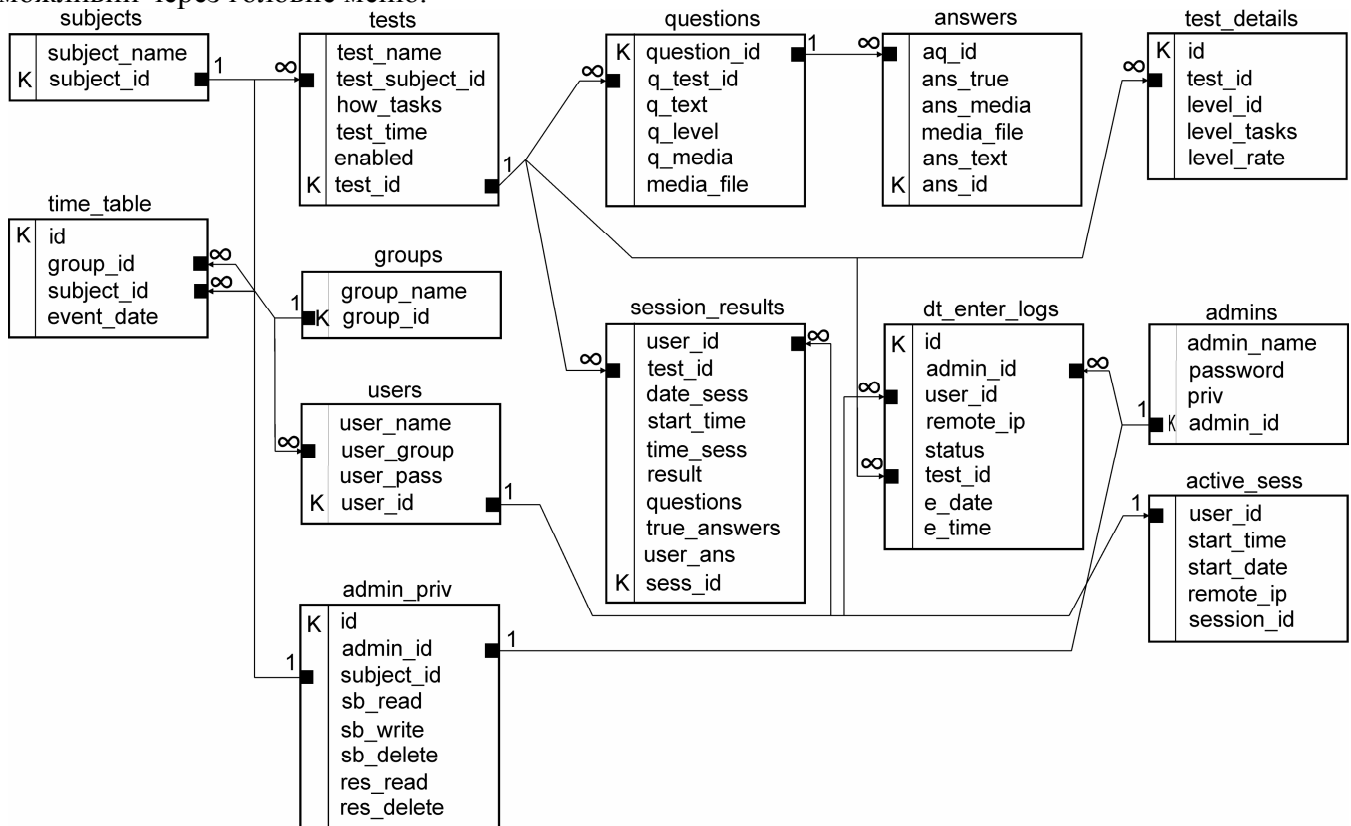 можливий через головне меню.
subjects
subject_name
K subject_id
1
∞
tests
test_name
test_subject_id
how_tasks
test_time
enabled
K test_id
1
questions
K question_id
∞ q_test_id
q_text
q_level
q_media
media_file
1
∞
answers
aq_id
ans_true
ans_media
media_file
ans_text
K ans_id
test_details
K id
∞ test_id
level_id
level_tasks
level_rate
time_table
K id
group_id ∞
subject_id ∞
event_date
groups
group_name
1 K group_id
users
user_name
∞ user_group
user_pass
K user_id 1
session_results
user_id ∞
∞ test_id
date_sess
start_time
time_sess
result
questions
true_answers
user_ans
K sess_id
dt_enter_logs
K id
admin_id ∞
∞ user_id
remote_ip
status
∞ test_id
e_date
e_time
admins
admin_name
password
priv
1 K admin_id
active_sess
1 user_id
start_time
start_date
remote_ip
session_id
admin_priv
K id
admin_id 1
1 subject_id
sb_read
sb_write
sb_delete
res_read
res_delete